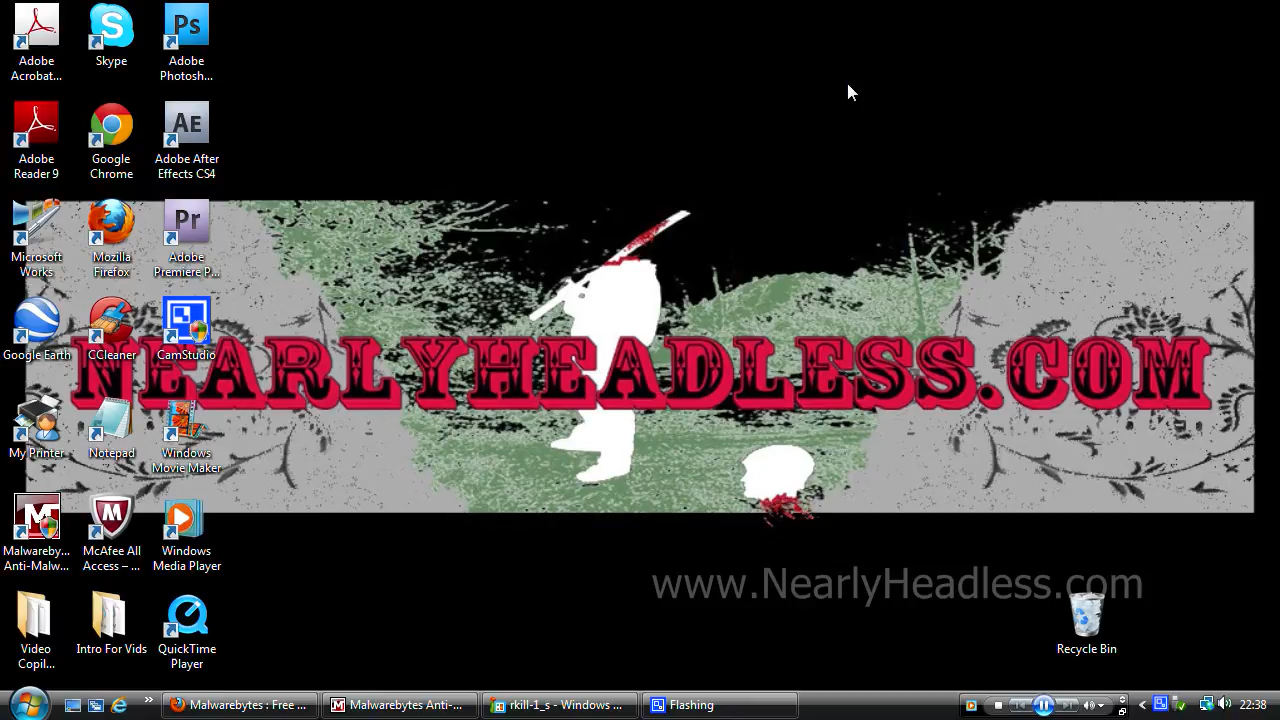 Adobe
Acrobat...
Skype
Ps
Adobe
Photosh...
Adobe
Reader 9
Google
Chrome
AE
Adobe After
Effects CS4
Microsoft
Works
Mozilla
Firefox
Pr
Adobe
Premiere P...
Google Earth
CCleaner
CamStudio
NEARLYHEADLESS.COM
My Printer
Notepad
Windows
Movie Maker
Malwareby...
Anti-Malw...
McAfee All
Access – ...
Windows
Media Player
www.NearlyHeadless.com
Video
Copil...
Intro For Vids
QuickTime
Player
Recycle Bin
Malwarebytes : Free ...
Malwarebytes Anti-...
rkill-1_s - Windows ...
Flashing
22:38